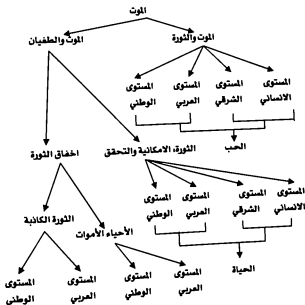 الموت
الموت والثورة
الموت والطغيان
المستوى الانساني
المستوى الشرقي
المستوى العربي
المستوى الوطني
الحب
الثورة، الامكانية والتحقق
اخفاق الثورة
المستوى الانساني
المستوى الشرقي
المستوى العربي
المستوى الوطني
الحياة
الأحياء الأموات
الثورة الكاذبة
المستوى العربي
المستوى الوطني
المستوى العربي
المستوى الوطني